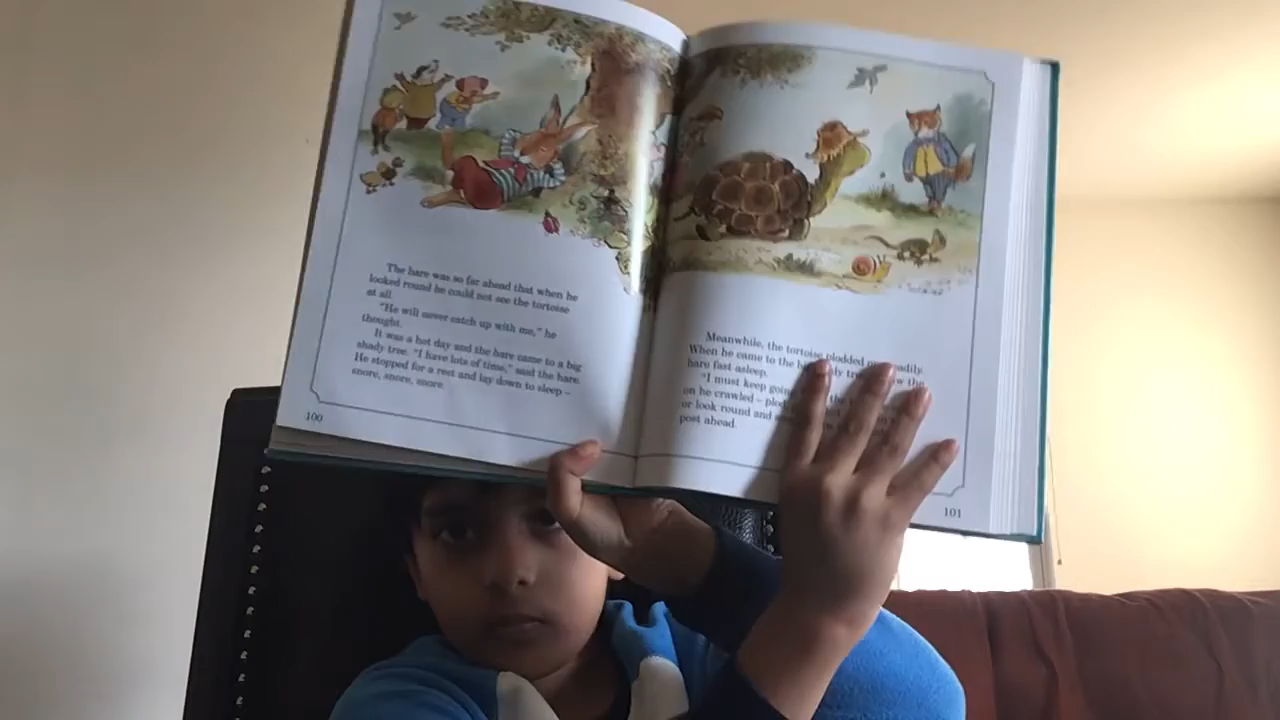 The hare was so far ahead that when he
looked round he could not see the tortoise
at all.
"He will never catch up with me," he
thought.
It was a hot day and the hare came to a big
shady tree. "I have lots of time," said the hare.
He stopped for a rest and lay down to sleep –
snore, snore, snore.
100
Meanwhile, the tortoise plodded steadily.
When he came to the the
hare fast asleep.
"I must keep going the
on he crawled –
or look round and
post ahead.
101